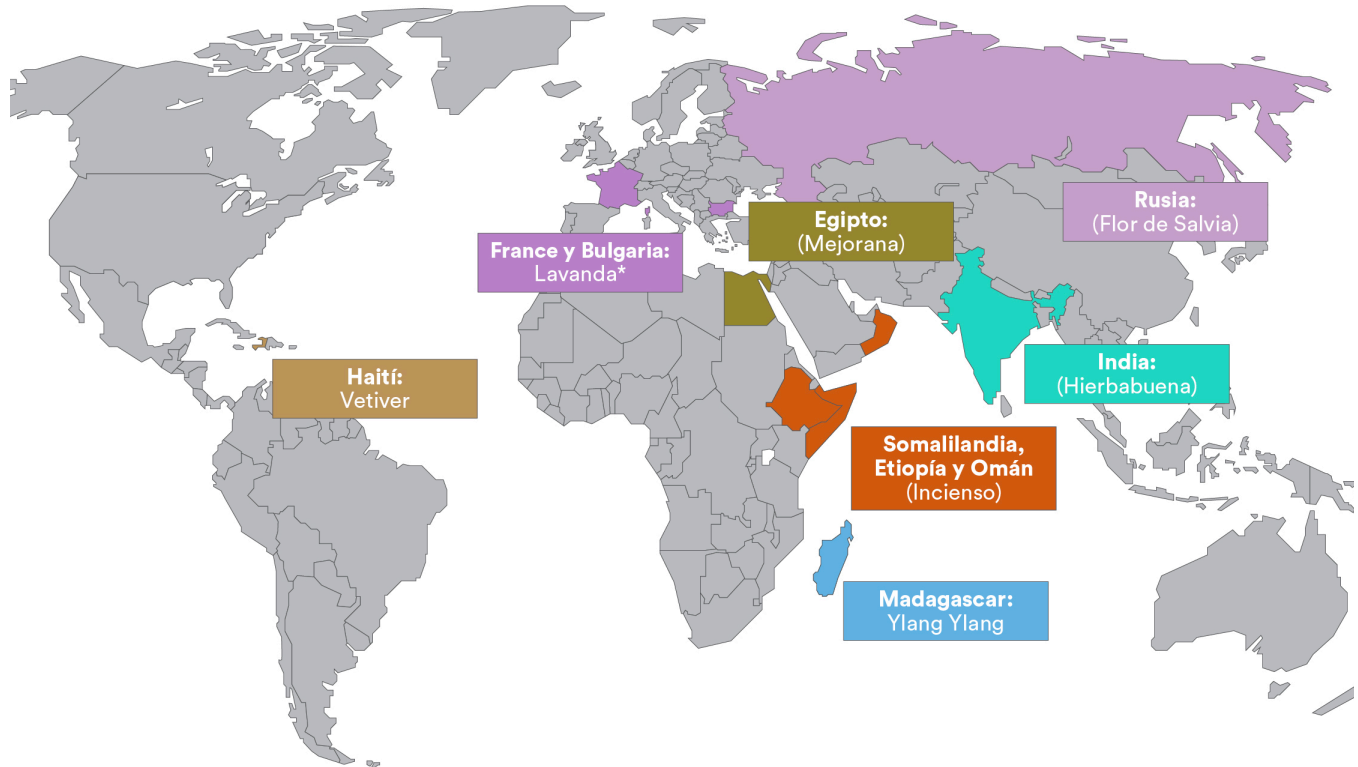 Rusia:
(Flor de Salvia)
Egipto:
(Mejorana)
France y Bulgaria:
Lavanda*
India:
(Hierbabuena)
Haití:
Vetiver
Somalilandia,
Etiopía y Omán
(Incienso)
Madagascar:
Ylang Ylang